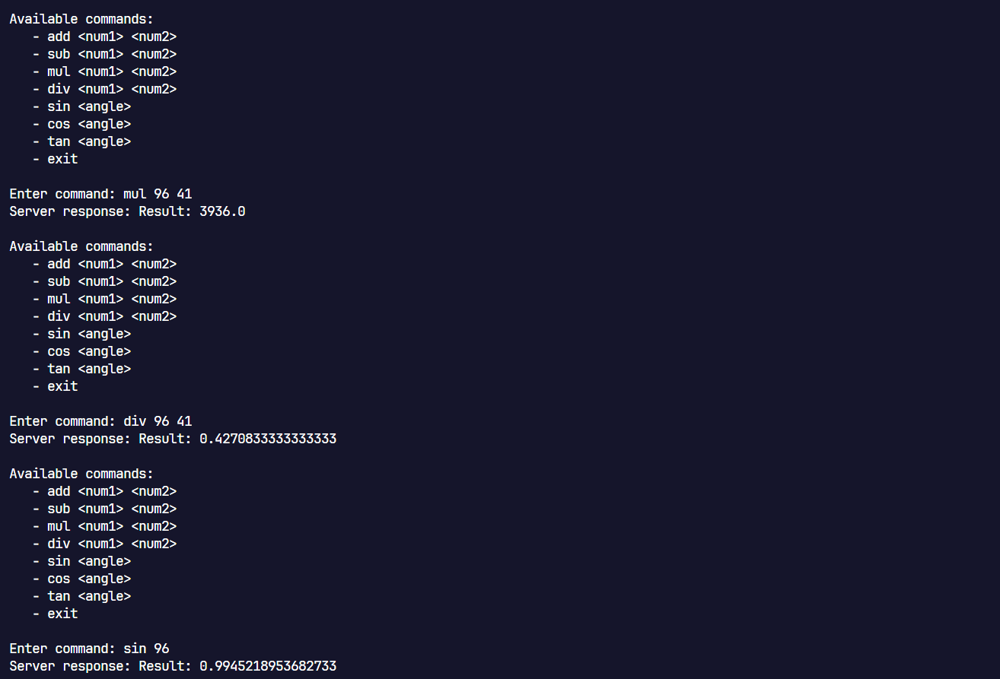 Available commands:
   - add <num1> <num2>
   - sub <num1> <num2>
   - mul <num1> <num2>
   - div <num1> <num2>
   - sin <angle>
   - cos <angle>
   - tan <angle>
   - exit

Enter command: mul 96 41
Server response: Result: 3936.0

Available commands:
   - add <num1> <num2>
   - sub <num1> <num2>
   - mul <num1> <num2>
   - div <num1> <num2>
   - sin <angle>
   - cos <angle>
   - tan <angle>
   - exit

Enter command: div 96 41
Server response: Result: 0.4270833333333333

Available commands:
   - add <num1> <num2>
   - sub <num1> <num2>
   - mul <num1> <num2>
   - div <num1> <num2>
   - sin <angle>
   - cos <angle>
   - tan <angle>
   - exit

Enter command: sin 96
Server response: Result: 0.9945218953682733